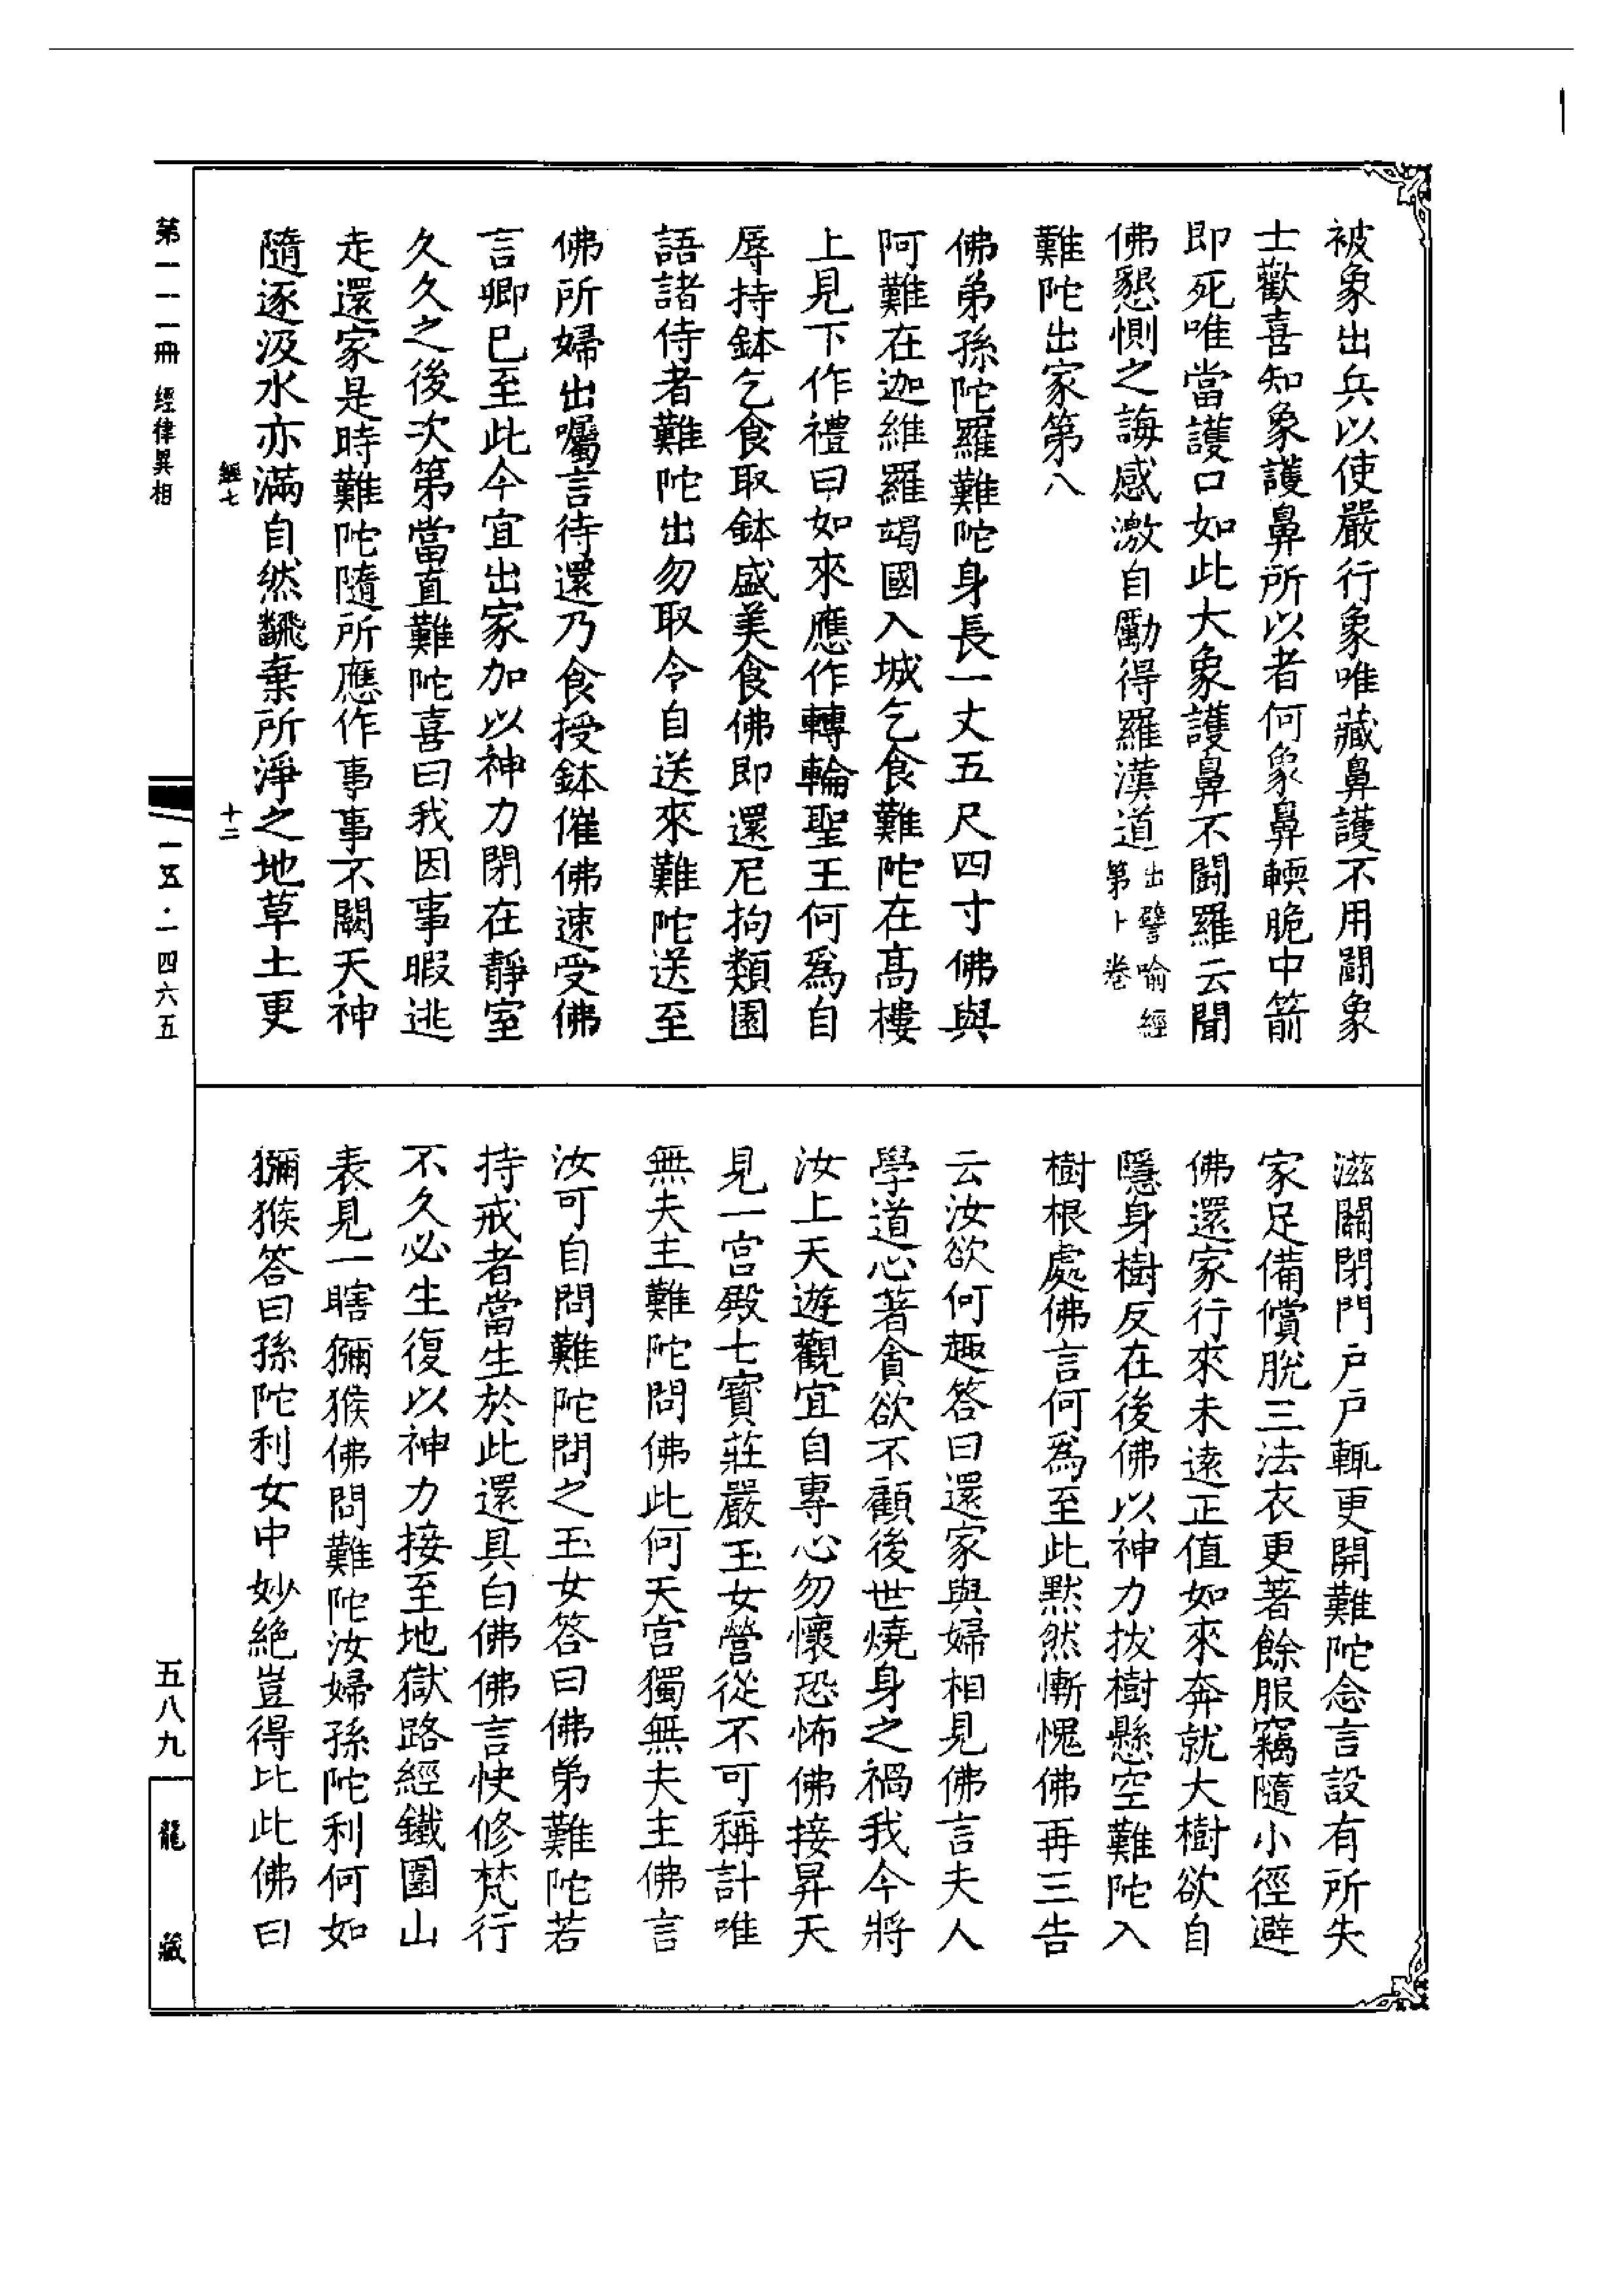 被象出兵以使嚴行象唯藏鼻護不用鬬象
士歡喜知象護鼻所以者何象鼻輭脆中箭
即死唯當護口如此大象護鼻不鬬羅云聞
佛懇惻之誨感激自勵得羅漢道出譬喻經
第十卷
難陀出家第八
佛弟孫陀羅難陀身長一丈五尺四寸佛與
阿難在迦維羅竭國入城乞食難陀在高樓
上見下作禮曰如來應作轉輪聖王何爲自
辱持鉢乞食取鉢盛美食佛即還尼拘類園
語諸侍者難陀出勿取令自送來難陀送至
佛所婦出囑言待還乃食授鉢催佛速受佛
言卿已至此今宜出家加以神力閉在靜室
久久之後次第當直難陀喜曰我因事暇逃
走還家是時難陀隨所應作事事不闕天神
隨逐汲水亦滿自然飜棄所淨之地草土更
滋關閉門戶戶輒更開難陀念言設有所失
家足備償脫三法衣更著餘服竊隨小徑避
佛還家行來未遠正值如來奔就大樹欲自
隱身樹反在後佛以神力拔樹懸空難陀入
樹根處佛言何爲至此默然慚愧佛再三告
云汝欲何趣答曰還家與婦相見佛言夫人
學道心著貪欲不顧後世燒身之禍我今將
汝上天遊觀宜自專心勿懷恐怖佛接昇天
見一宮殿七寶莊嚴玉女營從不可稱計唯
無夫主難陀問佛此何天宮獨無夫主佛言
汝可自問難陀問之玉女答曰佛弟難陀若
持戒者當生於此還具白佛佛言快修梵行
不久必生復以神力接至地獄路經鐵圍山
表見一瞎獼猴佛問難陀汝婦孫陀利何如
獼猴答曰孫陀利女中妙絶豈得比此佛曰
經七
十二
第一一一冊
經律異相
一五·一四六五
五八九
龍藏